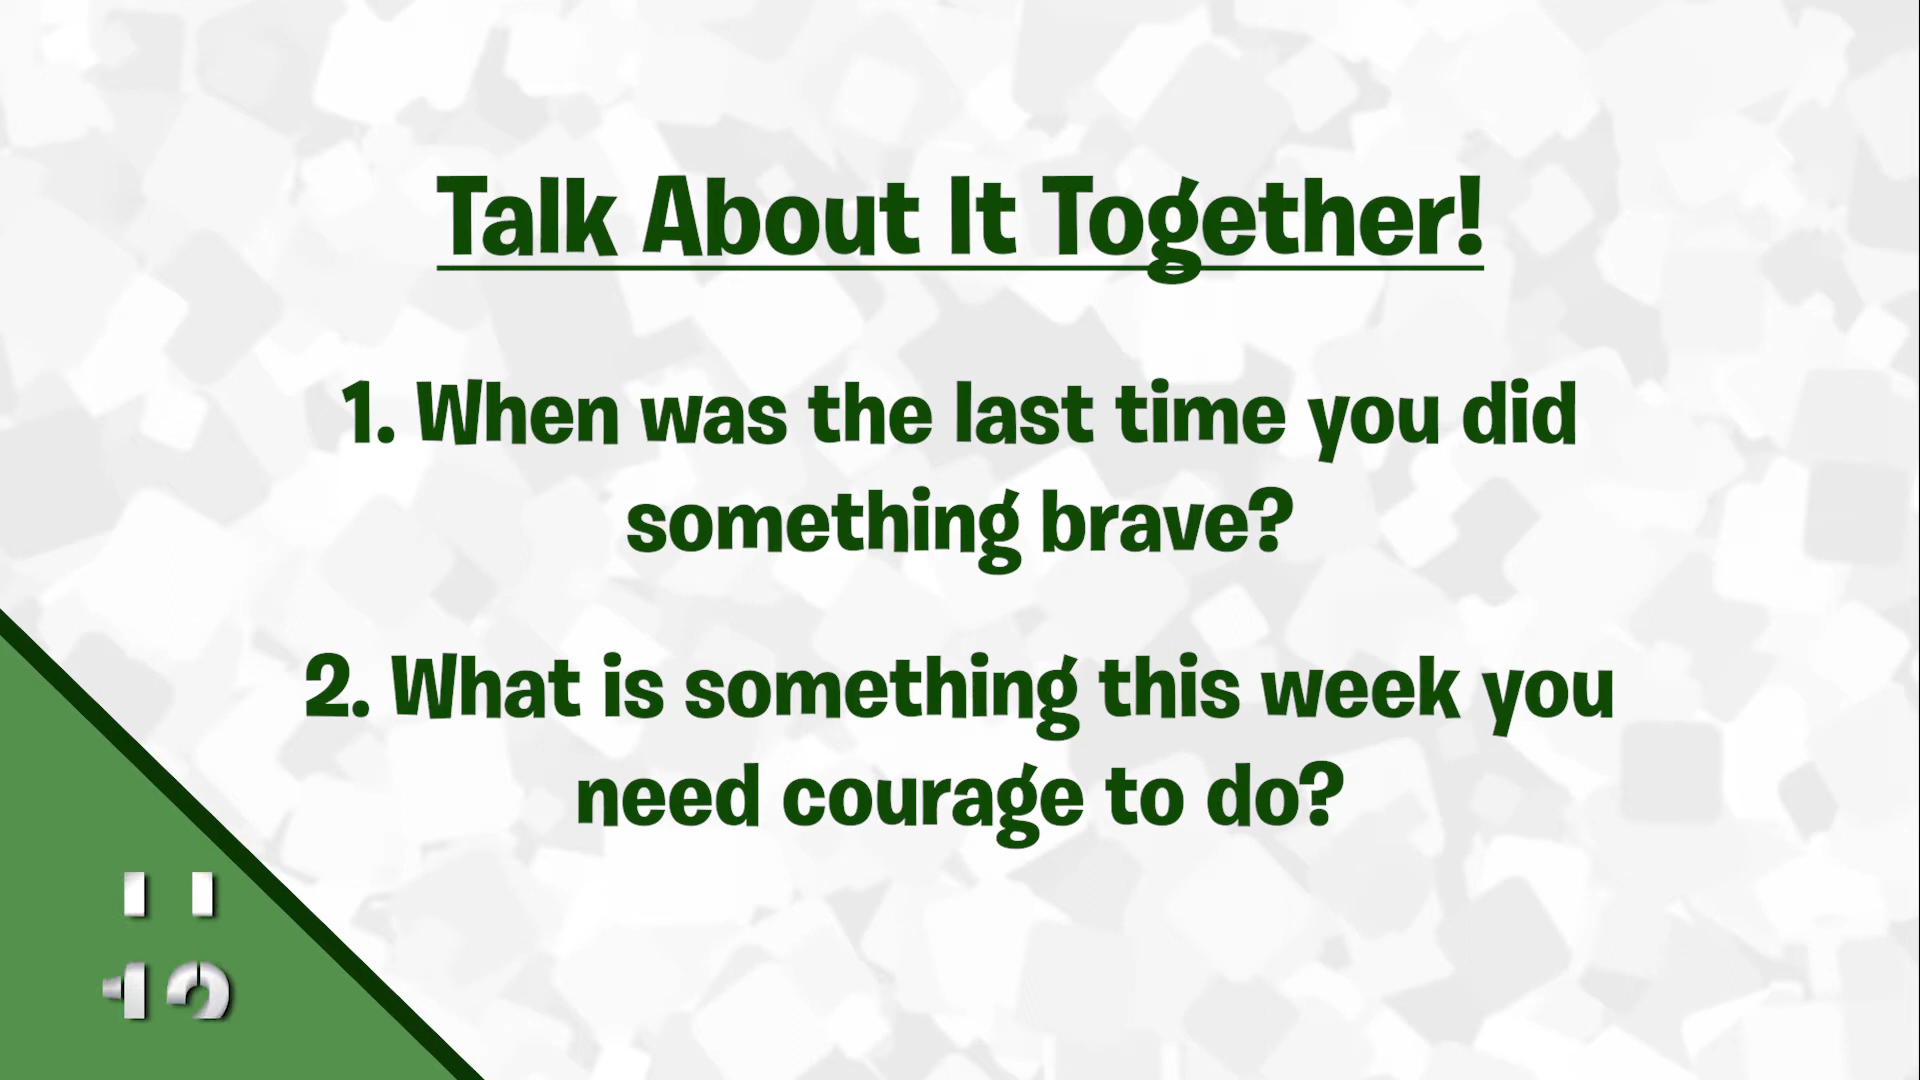 Talk About It Together!
1. When was the last time you did
something brave?
2. What is something this week you
need courage to do?